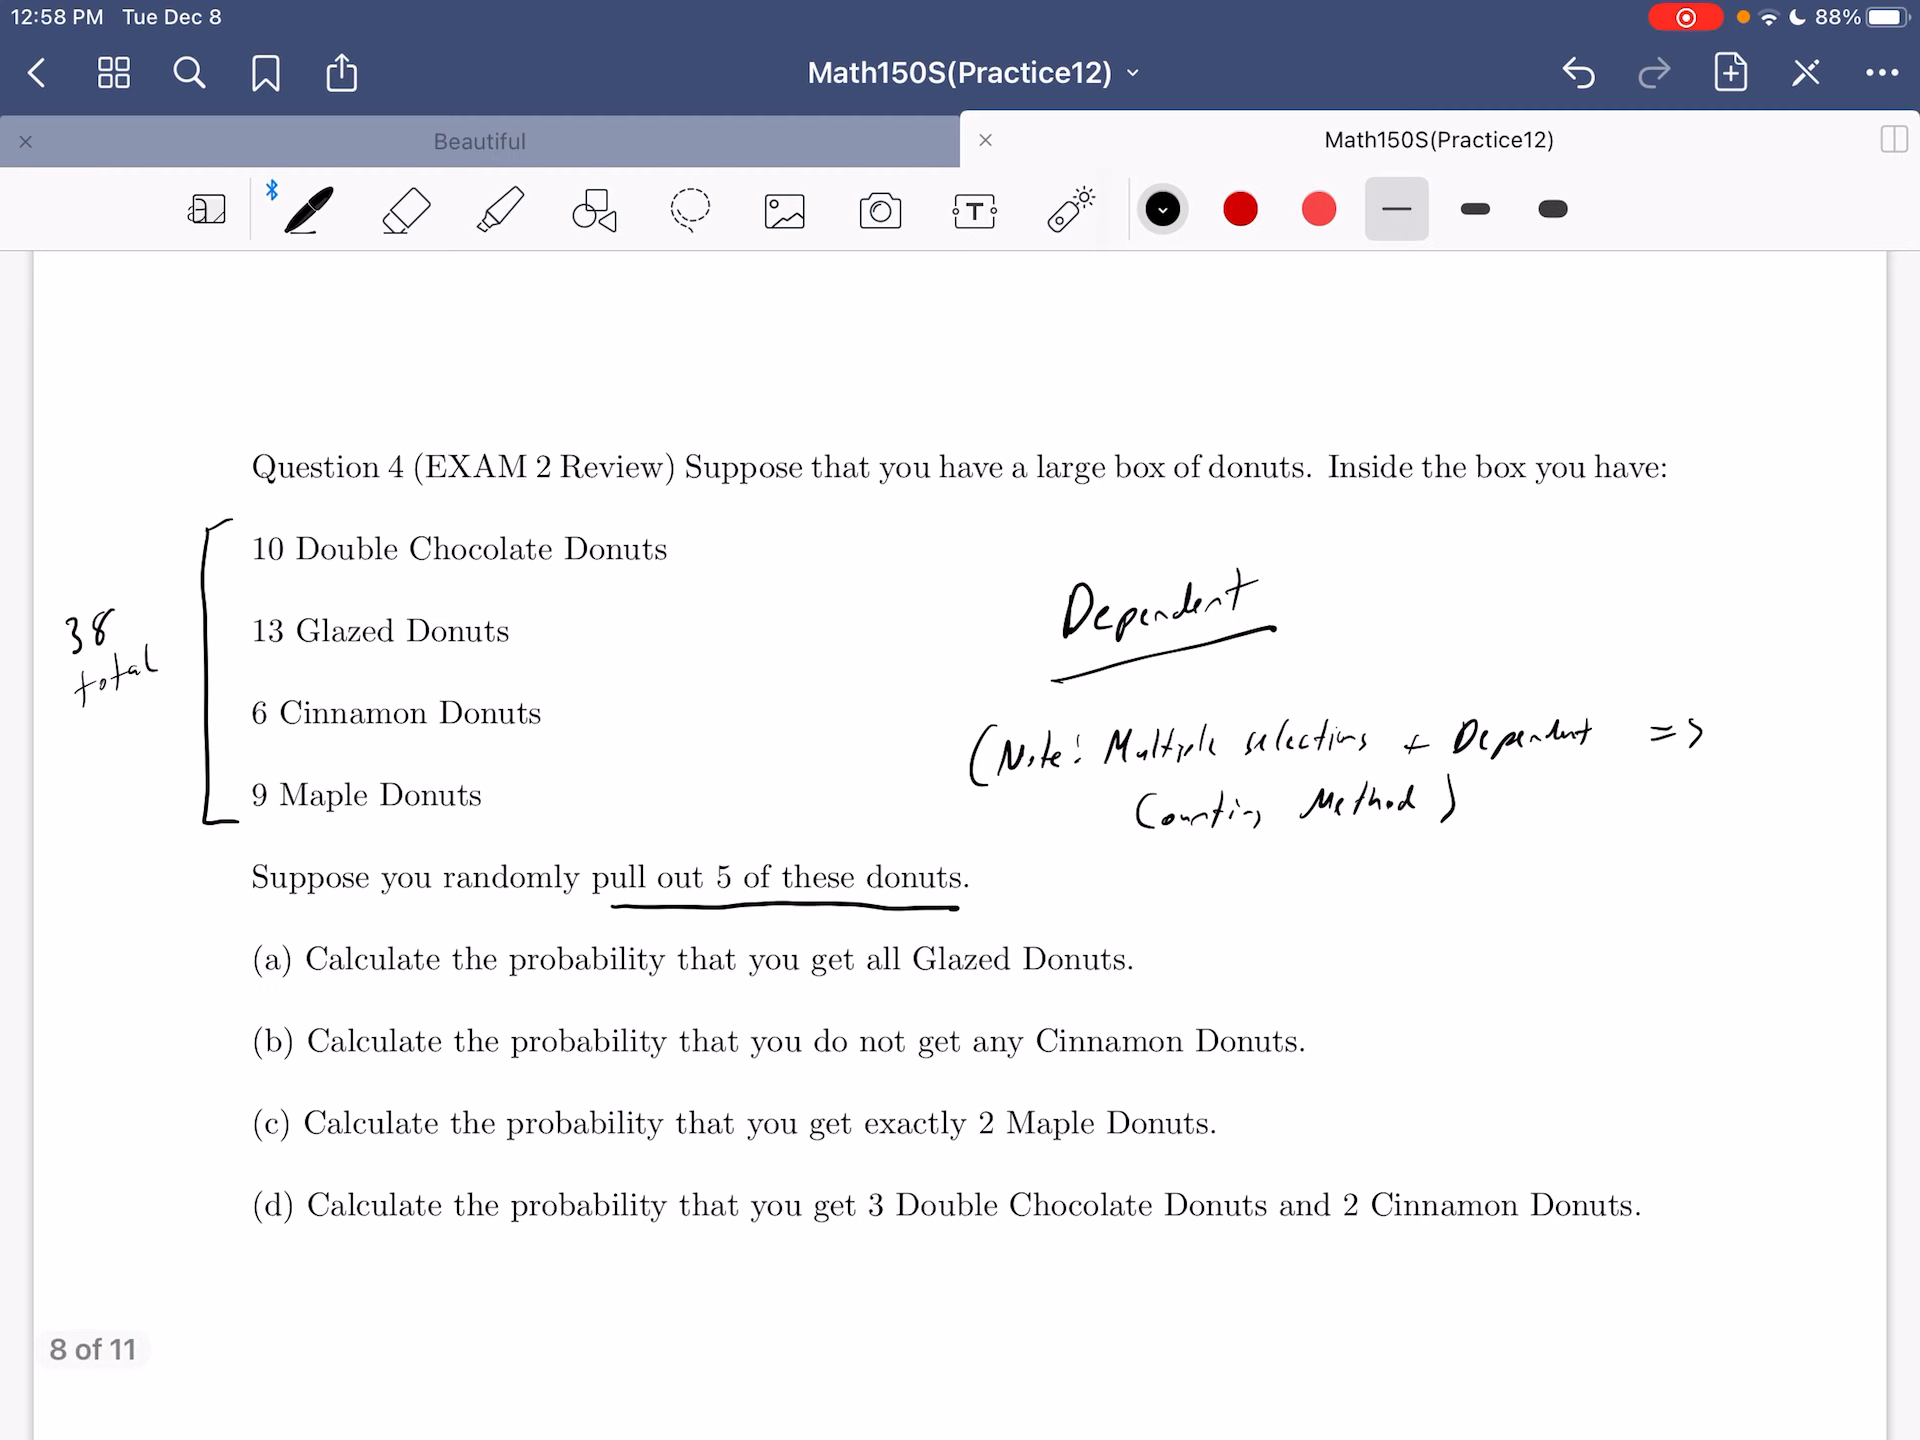 12:58 PM Tue Dec 8
88%
Math150S(Practice12)
Beautiful
Math150S(Practice12)
Question 4 (EXAM 2 Review) Suppose that you have a large box of donuts. Inside the box you have:
10 Double Chocolate Donuts
13 Glazed Donuts
6 Cinnamon Donuts
9 Maple Donuts
38
total
Dependent
(Note: Multiple selections + Dependent =>
Counting Method)
Suppose you randomly pull out 5 of these donuts.
(a) Calculate the probability that you get all Glazed Donuts.
(b) Calculate the probability that you do not get any Cinnamon Donuts.
(c) Calculate the probability that you get exactly 2 Maple Donuts.
(d) Calculate the probability that you get 3 Double Chocolate Donuts and 2 Cinnamon Donuts.
8 of 11